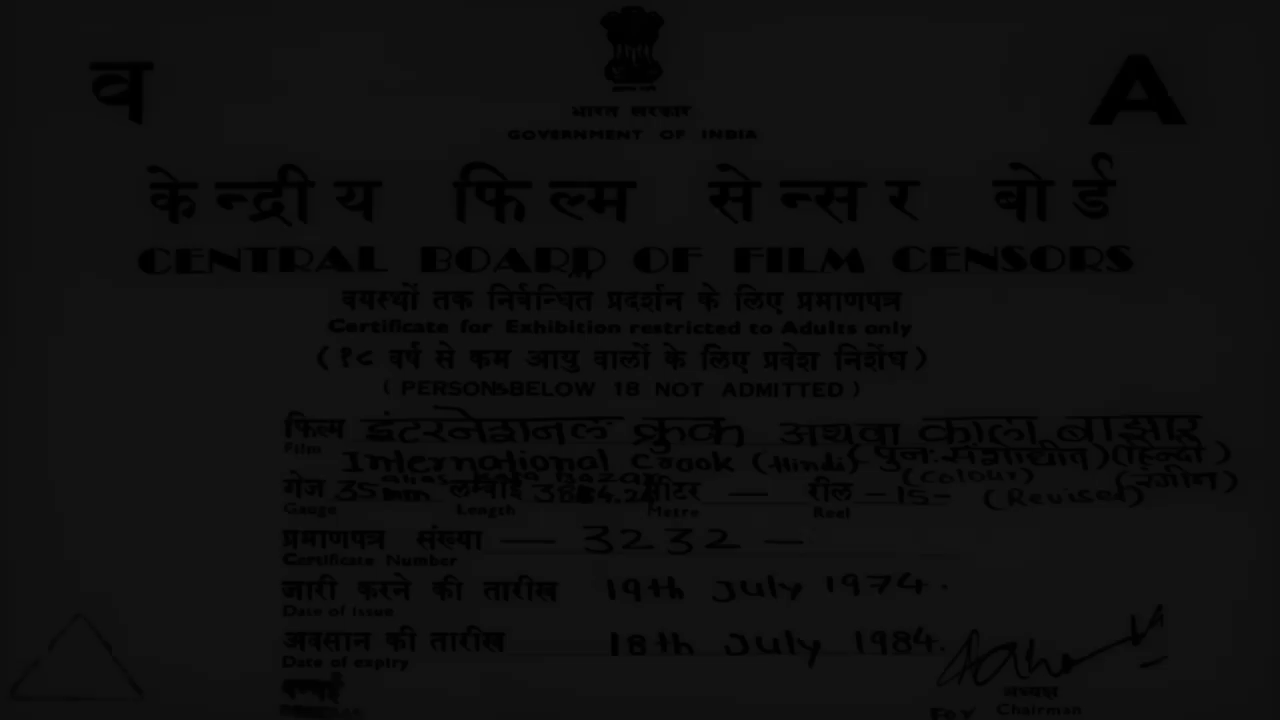 व A
भारत सरकार
GOVERNMENT OF INDIA
केन्द्रीय फिल्म सेन्सर बोर्ड
CENTRAL BOARD OF FILM CENSORS
वयस्थों तक निर्बन्धित प्रदर्शन के लिए प्रमाणपत्र
Certificate for Exhibition restricted to Adults only
(१८ वर्ष से कम आयु वालों के लिए प्रवेश निशेंघ)
(PERSONS BELOW 18 NOT ADMITTED)
फिल्म इंटरनेशनल क्रुक अथवा काला बाझार
Film International Crook (Hindi) (हिन्दी)
alias Kala Bazar (Colour) (रंगीन)
गेज 35 mm लम्बाई मीटर — रील -15- (Revised)
Gauge Length Metre Reel
प्रमाणपत्र संख्या — 3232 —
Certificate Number
जारी करने की तारीख 19th July 1974.
Date of issue
अवसान की तारीख 18th July 1984.
Date of expiry
अध्यक्ष
For Chairman